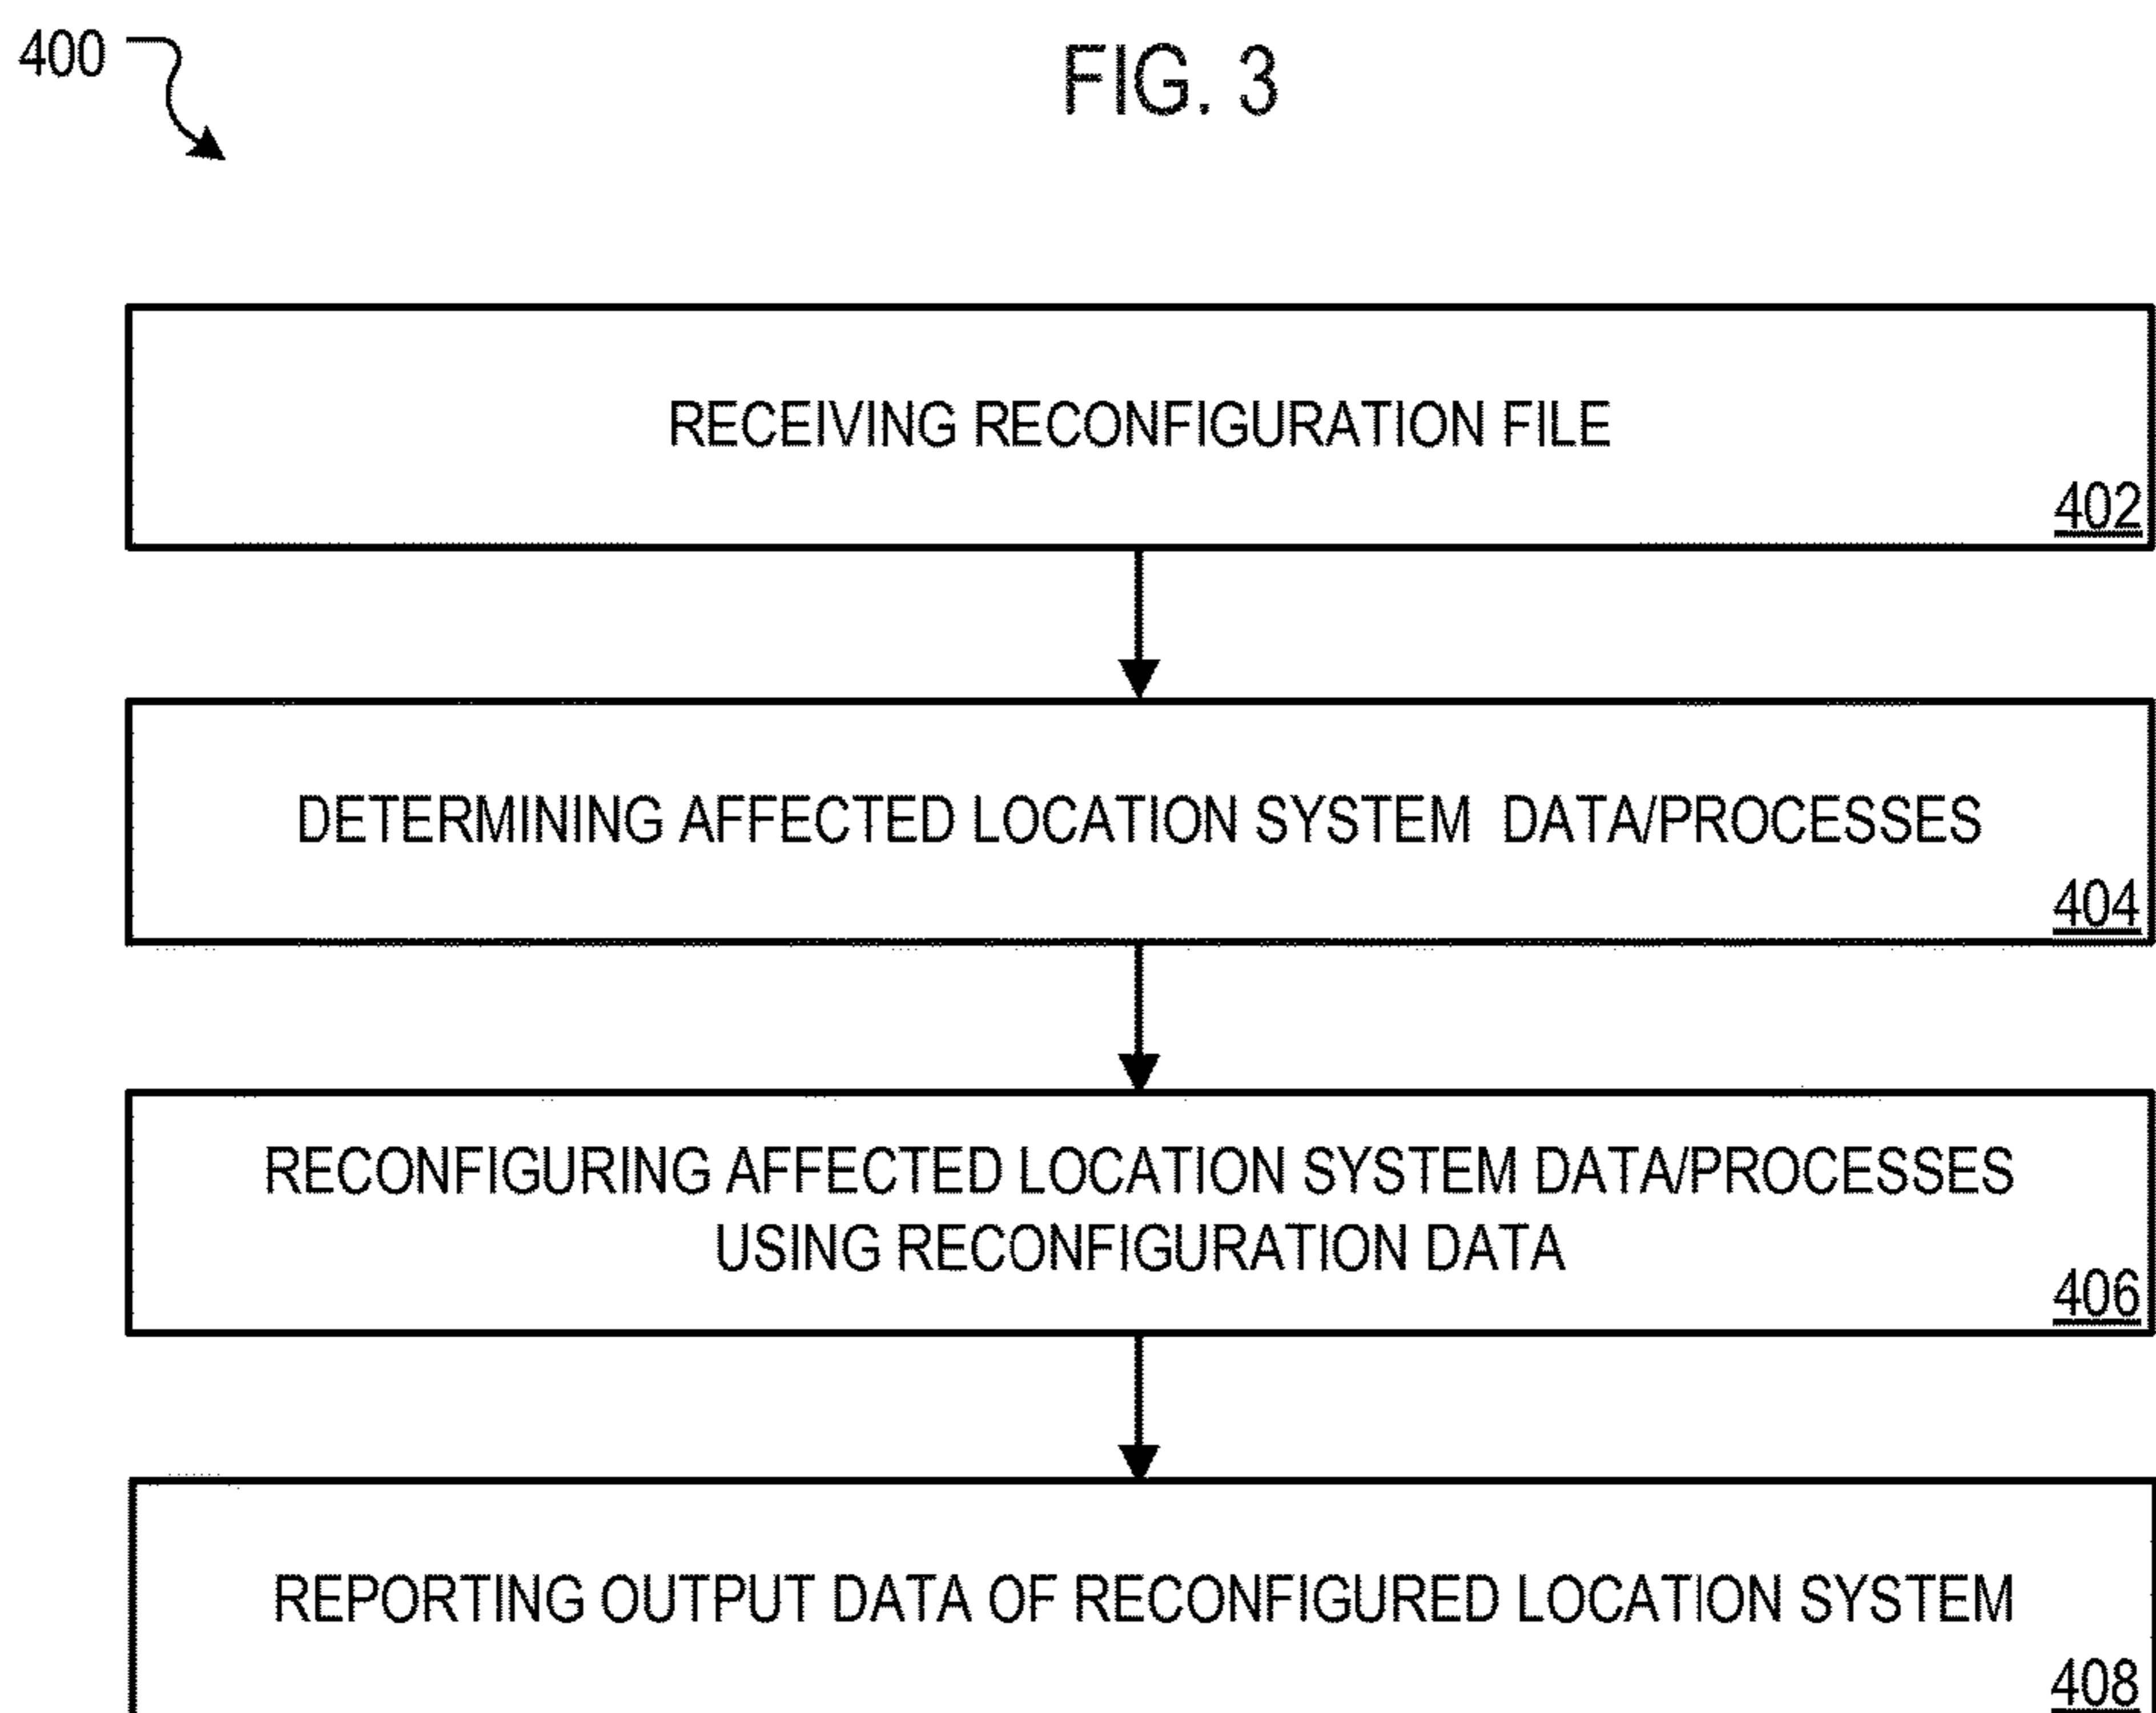 400
FIG. 3
RECEIVING RECONFIGURATION FILE
402
DETERMINING AFFECTED LOCATION SYSTEM DATA/PROCESSES
404
RECONFIGURING AFFECTED LOCATION SYSTEM DATA/PROCESSES
USING RECONFIGURATION DATA
406
REPORTING OUTPUT DATA OF RECONFIGURED LOCATION SYSTEM
408